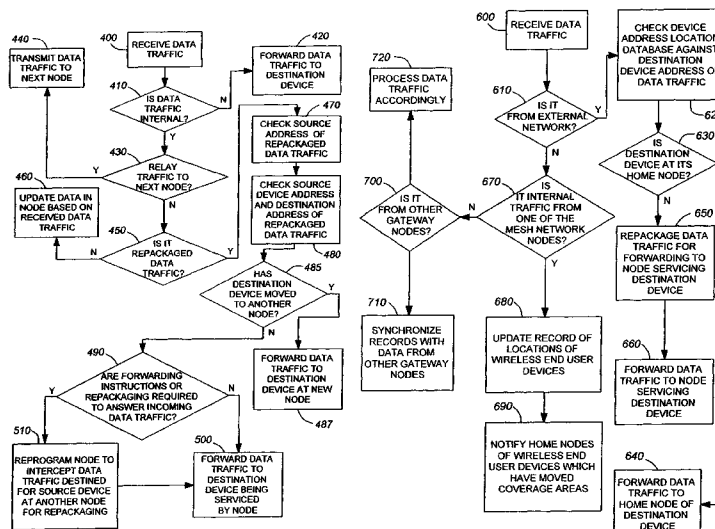 400
RECEIVE DATA
TRAFFIC
410
IS DATA
TRAFFIC
INTERNAL?
N
Y
420
FORWARD DATA
TRAFFIC TO
DESTINATION
DEVICE
440
TRANSMIT DATA
TRAFFIC TO
NEXT NODE
430
RELAY
TRAFFIC TO
NEXT NODE?
Y
N
460
UPDATE DATA IN
NODE BASED ON
RECEIVED DATA
TRAFFIC
450
IS IT
REPACKAGED
DATA
TRAFFIC?
N
Y
470
CHECK SOURCE
ADDRESS OF
REPACKAGED
DATA TRAFFIC
CHECK SOURCE
DEVICE ADDRESS
AND DESTINATION
ADDRESS OF
REPACKAGED
DATA TRAFFIC
480
485
HAS
DESTINATION
DEVICE MOVED
TO ANOTHER
NODE?
Y
N
FORWARD DATA
TRAFFIC TO
DESTINATION
DEVICE AT NEW
NODE
487
490
ARE FORWARDING
INSTRUCTIONS OR
REPACKAGING REQUIRED
TO ANSWER INCOMING
DATA TRAFFIC?
Y
N
510
REPROGRAM NODE
TO INTERCEPT DATA
TRAFFIC DESTINED
FOR SOURCE DEVICE
AT ANOTHER NODE
FOR REPACKAGING
500
FORWARD DATA
TRAFFIC TO
DESTINATION
DEVICE BEING
SERVICED
BY NODE
600
RECEIVE DATA
TRAFFIC
610
IS IT
FROM EXTERNAL
NETWORK?
Y
N
CHECK DEVICE
ADDRESS LOCATION
DATABASE AGAINST
DESTINATION
DEVICE ADDRESS OF
DATA TRAFFIC
630
IS
DESTINATION
DEVICE AT ITS
HOME NODE?
N
650
REPACKAGE DATA
TRAFFIC FOR
FORWARDING TO
NODE SERVICING
DESTINATION
DEVICE
660
FORWARD DATA
TRAFFIC TO NODE
SERVICING
DESTINATION
DEVICE
640
FORWARD DATA
TRAFFIC TO
HOME NODE OF
DESTINATION
DEVICE
670
IS
IT INTERNAL
TRAFFIC FROM
ONE OF THE
MESH NETWORK
NODES?
N
Y
680
UPDATE RECORD OF
LOCATIONS OF
WIRELESS END USER
DEVICES
690
NOTIFY HOME NODES
OF WIRELESS END
USER DEVICES WHICH
HAVE MOVED
COVERAGE AREAS
700
IS IT
FROM OTHER
GATEWAY
NODES?
710
SYNCHRONIZE
RECORDS WITH
DATA FROM
OTHER GATEWAY
NODES
720
PROCESS DATA
TRAFFIC
ACCORDINGLY